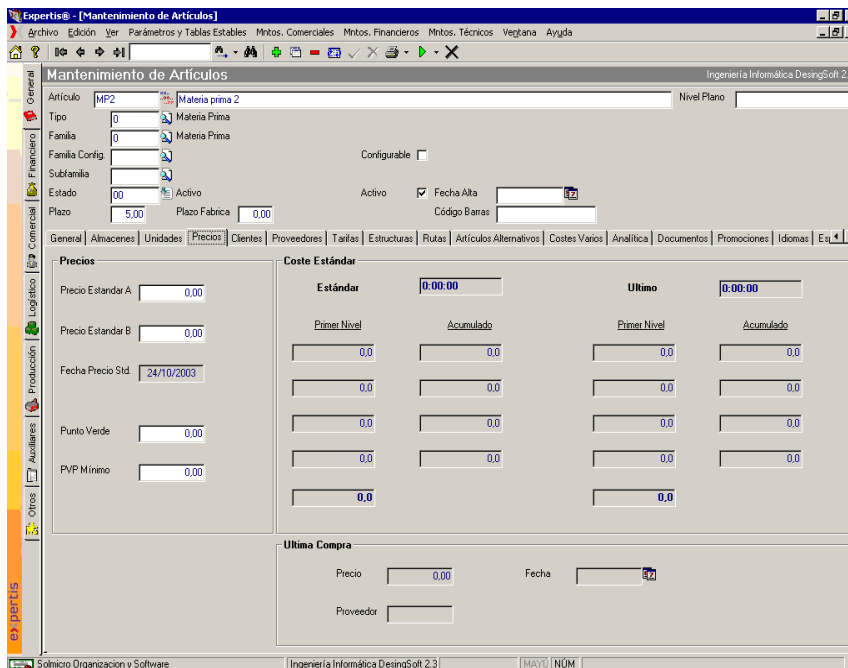 Expertis® - [Mantenimiento de Artículos]
Archivo Edición Ver Parámetros y Tablas Estables Mntos. Comerciales Mntos. Financieros Mntos. Técnicos Ventana Ayuda
Mantenimiento de Artículos Ingeniería Informática DesingSoft 2.
Artículo MP2 Materia prima 2 Nivel Plano
Tipo 0 Materia Prima
Familia 0 Materia Prima
Familia Config. Configurable
Subfamilia
Estado 00 Activo Activo Fecha Alta
Plazo 5,00 Plazo Fabrica 0,00 Código Barras
General Almacenes Unidades Precios Clientes Proveedores Tarifas Estructuras Rutas Artículos Alternativos Costes Varios Analítica Documentos Promociones Idiomas Es
Precios Coste Estándar
Estándar 0:00:00 Ultimo 0:00:00
Precio Estandar A 0,00
Primer Nivel Acumulado Primer Nivel Acumulado
Precio Estandar B 0,00
0,0 0,0 0,0 0,0
Fecha Precio Std. 24/10/2003
0,0 0,0 0,0 0,0
Punto Verde 0,00
0,0 0,0 0,0 0,0
PVP Mínimo 0,00
0,0 0,0 0,0 0,0
0,0 0,0
Ultima Compra
Precio 0,00 Fecha
Proveedor
General
Financiero
Comercial
Logístico
Producción
Auxiliares
Otros
expertis
Solmicro Organizacion y Software Ingeniería Informática DesingSoft 2.3 MAYÚ NÚM